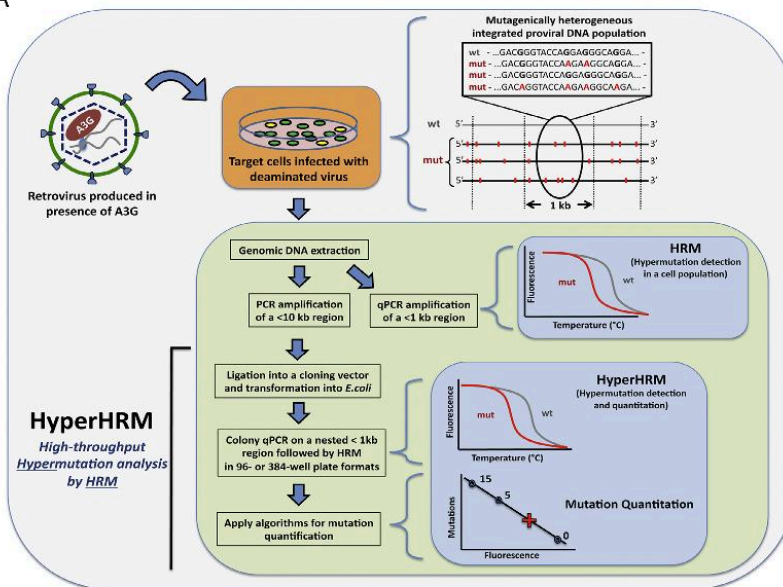 A
Mutagenically heterogeneous
integrated proviral DNA population
wt - ...GACGGGTACCAGGAGGGCAGGA... -
mut - ...GACGGGTACCAAGAAGGCAGGA... -
mut - ...GACGGGTACCAGGAGGGCAGGA... -
mut - ...GACAGGTACCAAGAAGGCAAGA... -
A3G
Retrovirus produced in
presence of A3G
Target cells infected with
deaminated virus
wt
5'
3'
5'
3'
mut
5'
3'
5'
3'
1 kb
Genomic DNA extraction
PCR amplification
of a <10 kb region
qPCR amplification
of a <1 kb region
HRM
(Hypermutation detection
in a cell population)
Fluorescence
mut
wt
Temperature (°C)
Ligation into a cloning vector
and transformation into E.coli
HyperHRM
High-throughput
Hypermutation analysis
by HRM
Colony qPCR on a nested < 1kb
region followed by HRM
in 96- or 384-well plate formats
Apply algorithms for mutation
quantification
HyperHRM
(Hypermutation detection
and quantitation)
Fluorescence
mut
wt
Temperature (°C)
Mutation Quantitation
Mutations
15
5
0
Fluorescence